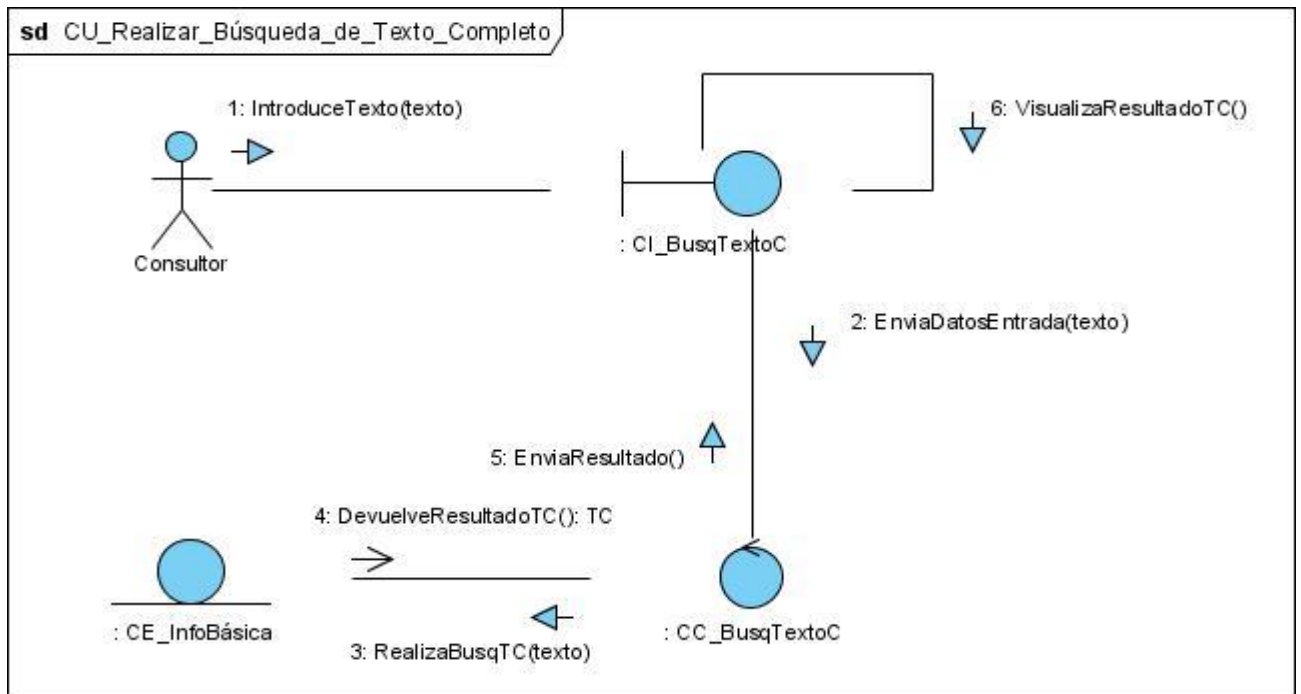 sd CU_Realizar_Búsqueda_de_Texto_Completo
1: IntroduceTexto(texto)
6: VisualizaResultadoTC()
Consultor
: CI_BusqTextoC
2: EnviaDatosEntrada(texto)
5: EnviaResultado()
4: DevuelveResultadoTC(): TC
: CE_InfoBásica
: CC_BusqTextoC
3: RealizaBusqTC(texto)